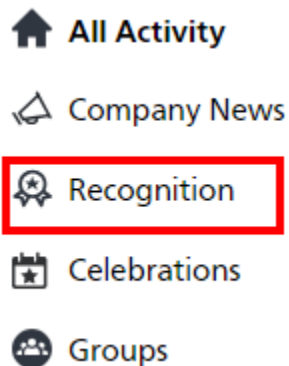 All Activity
Company News
Recognition
Celebrations
Groups